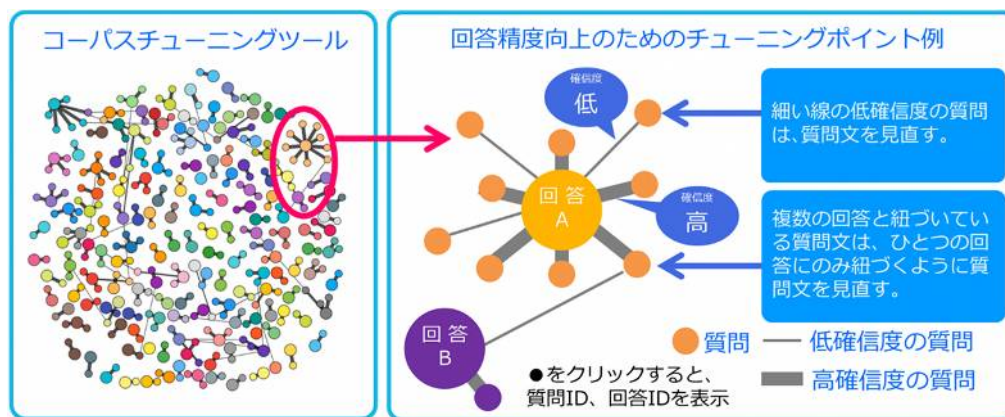 コーパスチューニングツール
回答精度向上のためのチューニングポイント例
確信度
低
細い線の低確信度の質問
は、質問文を見直す。
回答
A
確信度
高
複数の回答と紐づいてい
る質問文は、ひとつの回
答にのみ紐づくように質
問文を見直す。
回答
B
質問
低確信度の質問
●をクリックすると、
質問ID、回答IDを表示
高確信度の質問